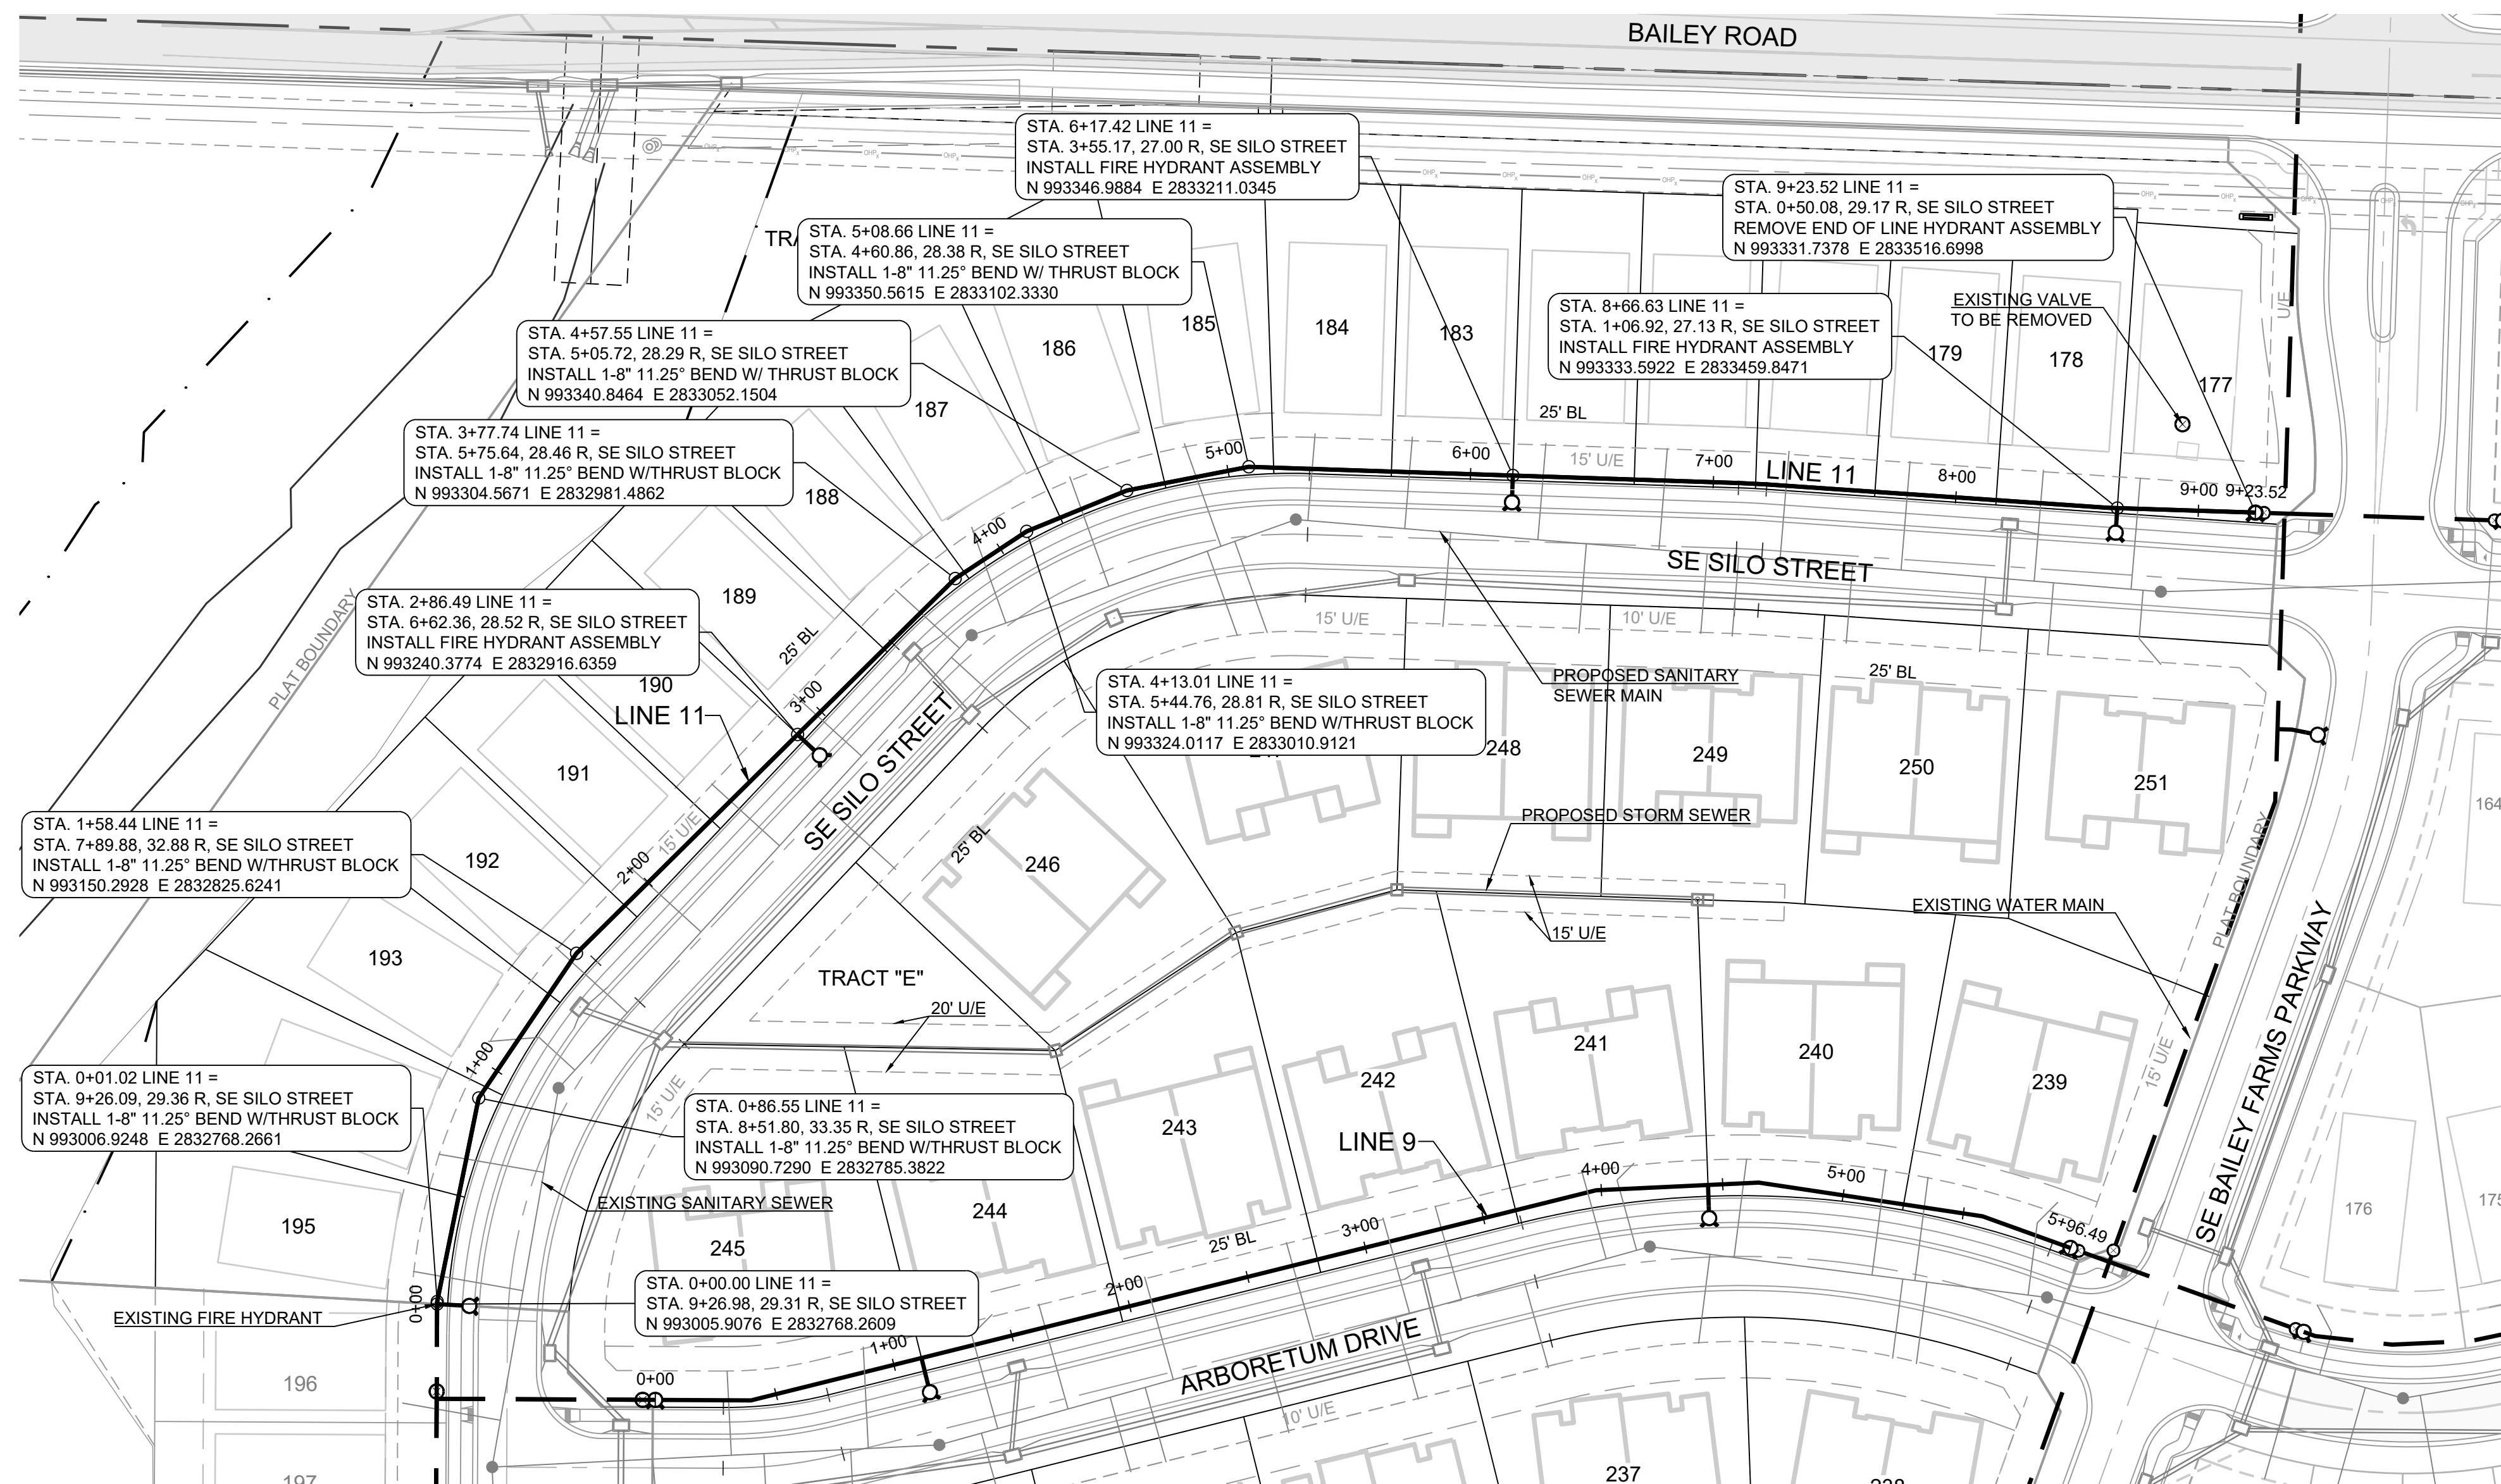 BAILEY ROAD
STA. 6+17.42 LINE 11 =
STA. 3+55.17, 27.00 R, SE SILO STREET
INSTALL FIRE HYDRANT ASSEMBLY
N 993346.9884 E 2833211.0345
STA. 9+23.52 LINE 11 =
STA. 0+50.08, 29.17 R, SE SILO STREET
REMOVE END OF LINE HYDRANT ASSEMBLY
N 993331.7378 E 2833516.6998
STA. 5+08.66 LINE 11 =
STA. 4+60.86, 28.38 R, SE SILO STREET
INSTALL 1-8" 11.25° BEND W/ THRUST BLOCK
N 993350.5615 E 2833102.3330
STA. 8+66.63 LINE 11 =
STA. 1+06.92, 27.13 R, SE SILO STREET
INSTALL FIRE HYDRANT ASSEMBLY
N 993333.5922 E 2833459.8471
EXISTING VALVE
TO BE REMOVED
U/E
STA. 4+57.55 LINE 11 =
STA. 5+05.72, 28.29 R, SE SILO STREET
INSTALL 1-8" 11.25° BEND W/ THRUST BLOCK
N 993340.8464 E 2833052.1504
186
185
184
183
179
178
177
187
25' BL
STA. 3+77.74 LINE 11 =
STA. 5+75.64, 28.46 R, SE SILO STREET
INSTALL 1-8" 11.25° BEND W/THRUST BLOCK
N 993304.5671 E 2832981.4862
188
5+00
6+00
15' U/E
7+00
LINE 11
8+00
9+00
9+23.52
4+00
SE SILO STREET
189
STA. 2+86.49 LINE 11 =
STA. 6+62.36, 28.52 R, SE SILO STREET
INSTALL FIRE HYDRANT ASSEMBLY
N 993240.3774 E 2832916.6359
PLAT BOUNDARY
25' BL
15' U/E
10' U/E
190
LINE 11
3+00
STA. 4+13.01 LINE 11 =
STA. 5+44.76, 28.81 R, SE SILO STREET
INSTALL 1-8" 11.25° BEND W/THRUST BLOCK
N 993324.0117 E 2833010.9121
PROPOSED SANITARY
SEWER MAIN
25' BL
248
249
250
251
191
SE SILO STREET
164
STA. 1+58.44 LINE 11 =
STA. 7+89.88, 32.88 R, SE SILO STREET
INSTALL 1-8" 11.25° BEND W/THRUST BLOCK
N 993150.2928 E 2832825.6241
192
15' U/E
2+00
25' BL
246
PROPOSED STORM SEWER
15' U/E
EXISTING WATER MAIN
PLAT BOUNDARY
193
TRACT "E"
20' U/E
1+00
STA. 0+01.02 LINE 11 =
STA. 9+26.09, 29.36 R, SE SILO STREET
INSTALL 1-8" 11.25° BEND W/THRUST BLOCK
N 993006.9248 E 2832768.2661
15' U/E
STA. 0+86.55 LINE 11 =
STA. 8+51.80, 33.35 R, SE SILO STREET
INSTALL 1-8" 11.25° BEND W/THRUST BLOCK
N 993090.7290 E 2832785.3822
243
242
241
240
239
15' U/E
SE BAILEY FARMS PARKWAY
LINE 9
EXISTING SANITARY SEWER
195
245
244
25' BL
3+00
4+00
5+00
5+96.49
176
175
STA. 0+00.00 LINE 11 =
STA. 9+26.98, 29.31 R, SE SILO STREET
N 993005.9076 E 2832768.2609
EXISTING FIRE HYDRANT
0+00
2+00
1+00
0+00
ARBORETUM DRIVE
10' U/E
196
197
237